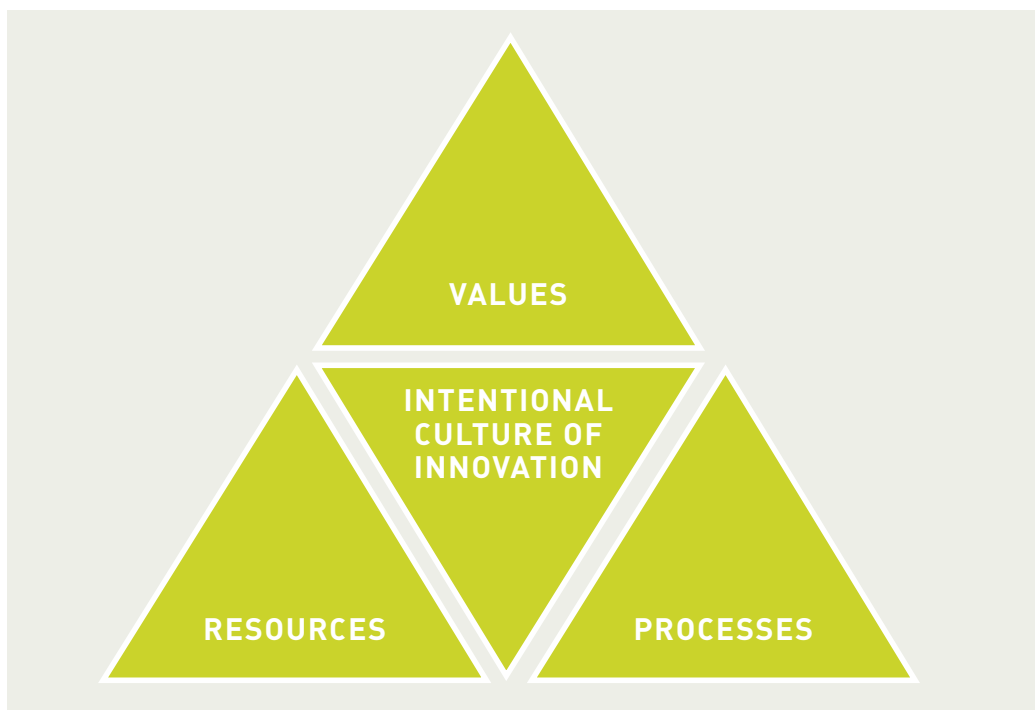 VALUES
INTENTIONAL
CULTURE OF
INNOVATION
RESOURCES
PROCESSES